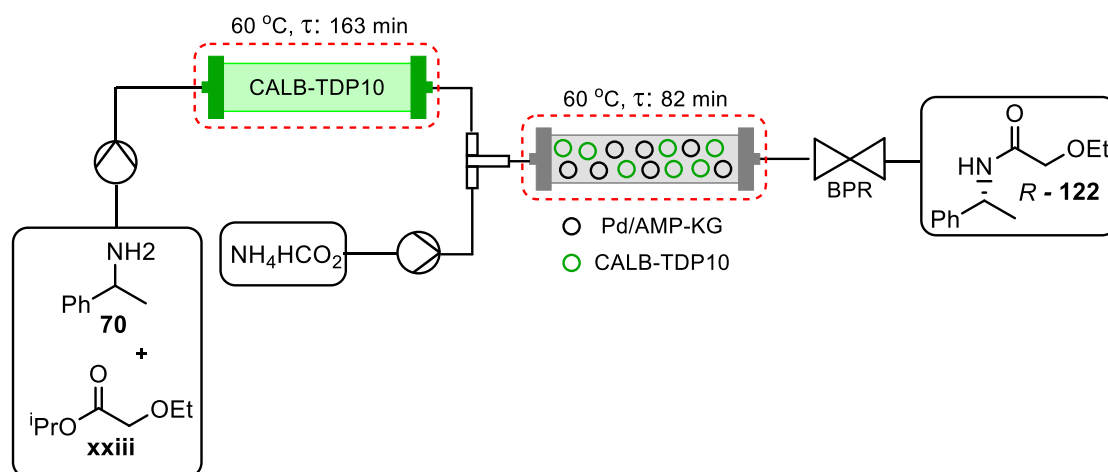 60 °C, τ: 163 min
CALB-TDP10
60 °C, τ: 82 min
BPR
O
HN
OEt
R - 122
Ph
NH4HCO2
Pd/AMP-KG
CALB-TDP10
NH2
Ph
70
+
O
iPrO
OEt
xxiii